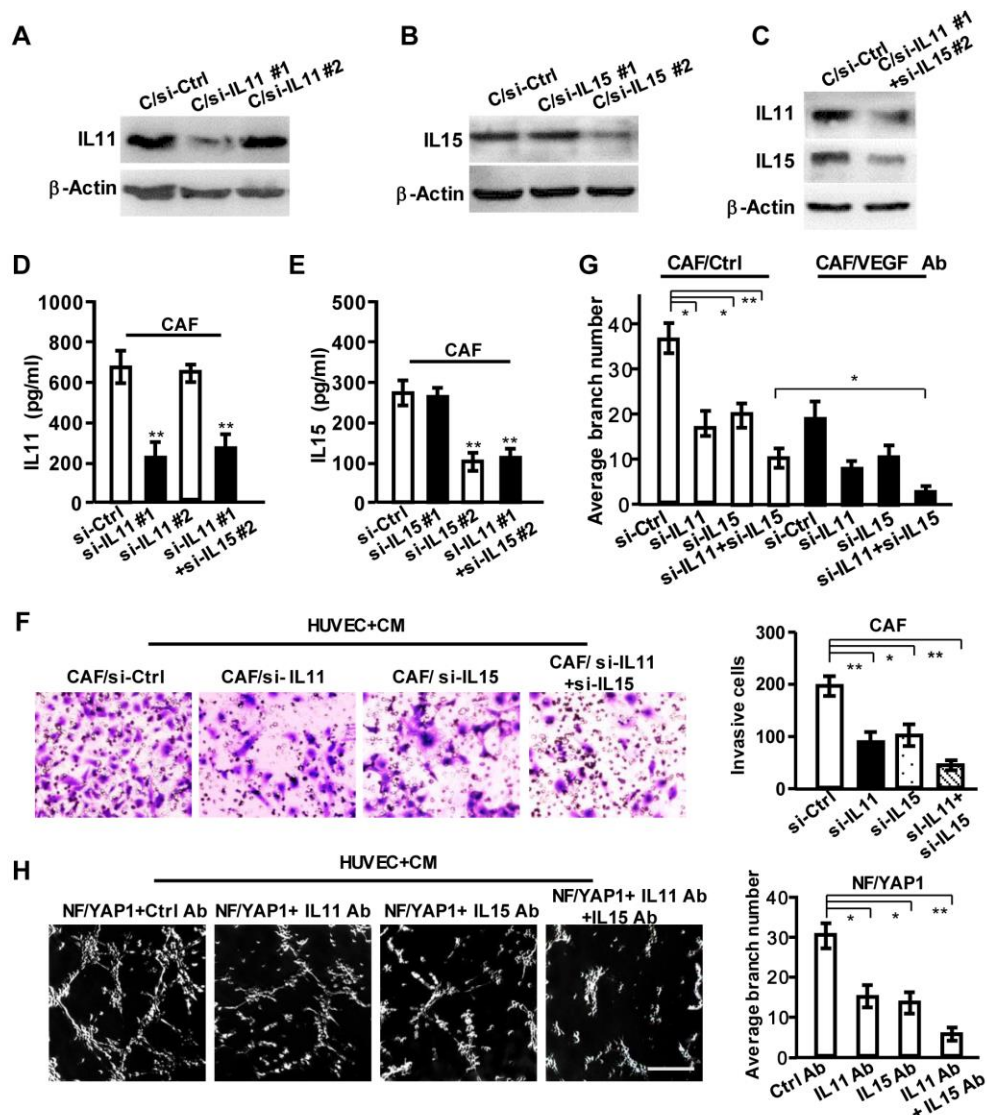 A
C/si-Ctrl
C/si-IL11 #1
C/si-IL11 #2
IL11
β-Actin
B
C/si-Ctrl
C/si-IL15 #1
C/si-IL15 #2
IL15
β-Actin
C
C/si-Ctrl
C/si-IL11 #1
+si-IL15#2
IL11
IL15
β-Actin
D
CAF
IL11 (pg/ml)
1000
800
600
400
200
0
**
**
si-Ctrl
si-IL11#1
si-IL11#2
si-IL11#1
+si-IL15#2
E
CAF
IL15 (pg/ml)
500
400
300
200
100
0
**
**
si-Ctrl
si-IL15#1
si-IL15#2
si-IL11#1
+si-IL15#2
G
CAF/Ctrl
CAF/VEGF Ab
Average branch number
40
30
20
10
0
*
*
**
*
si-Ctrl
si-IL11
si-IL15
si-IL11+si-IL15
si-Ctrl
si-IL11
si-IL15
si-IL11+si-IL15
F
HUVEC+CM
CAF/si-Ctrl
CAF/si- IL11
CAF/ si-IL15
CAF/ si-IL11
+si-IL15
CAF
Invasive cells
300
200
100
0
**
*
**
si-Ctrl
si-IL11
si-IL15
si-IL11+
si-IL15
H
HUVEC+CM
NF/YAP1+Ctrl Ab
NF/YAP1+ IL11 Ab
NF/YAP1+ IL15 Ab
NF/YAP1+ IL11 Ab
+IL15 Ab
NF/YAP1
Average branch number
40
30
20
10
0
*
*
**
Ctrl Ab
IL11 Ab
IL15 Ab
IL11 Ab
+ IL15 Ab